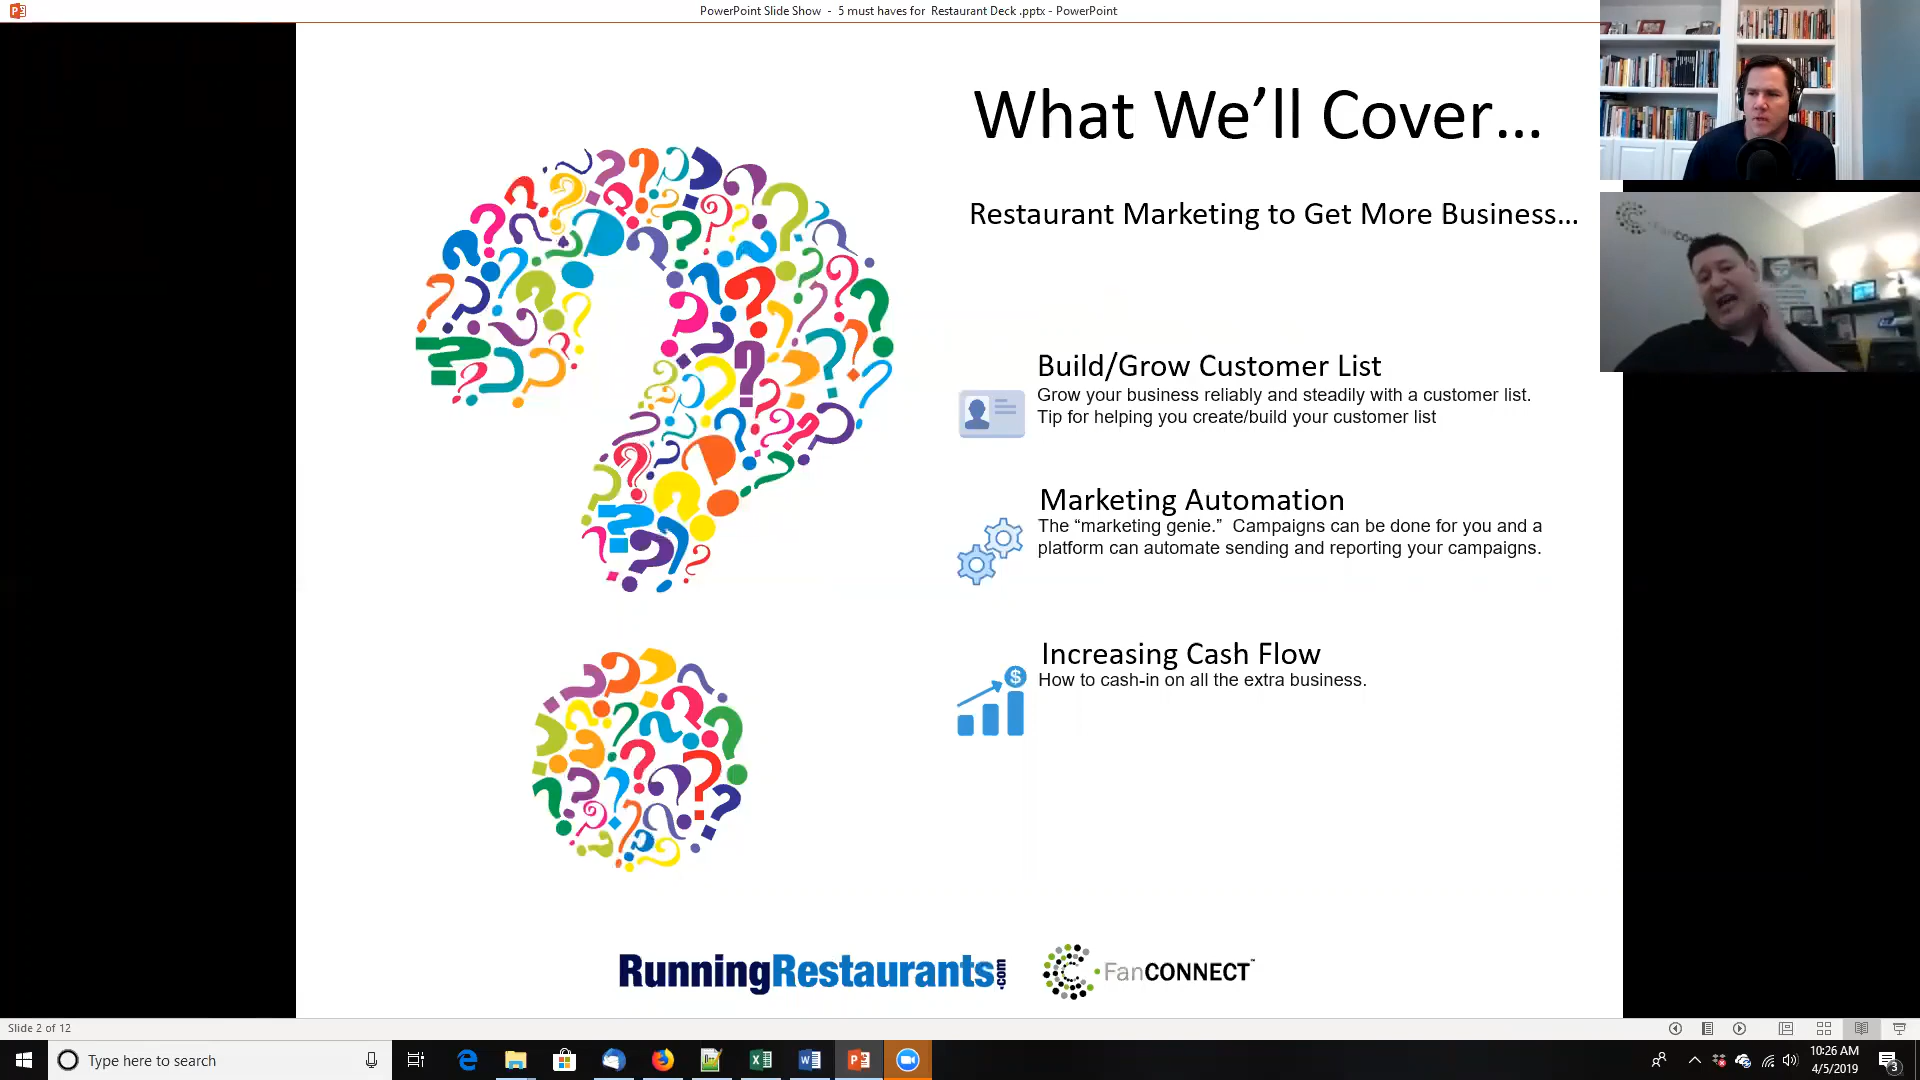 PowerPoint Slide Show - 5 must haves for Restaurant Deck .pptx - PowerPoint
What We’ll Cover...
Restaurant Marketing to Get More Business...
Build/Grow Customer List
Grow your business reliably and steadily with a customer list.
Tip for helping you create/build your customer list
Marketing Automation
The “marketing genie.” Campaigns can be done for you and a
platform can automate sending and reporting your campaigns.
Increasing Cash Flow
How to cash-in on all the extra business.
RunningRestaurants.com
FanCONNECT™
Slide 2 of 12
Type here to search
10:26 AM
4/5/2019
3